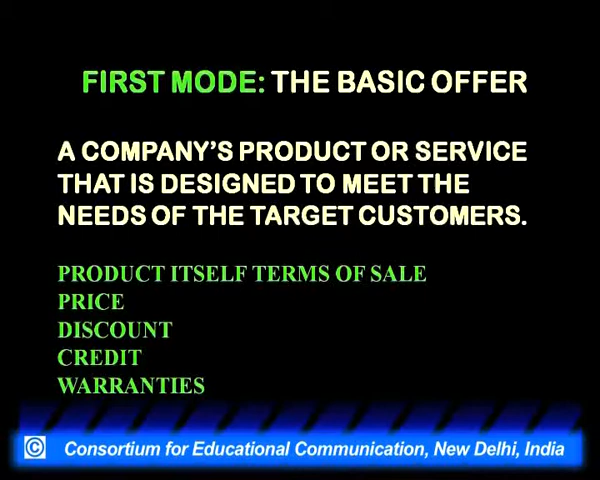 FIRST MODE: THE BASIC OFFER
A COMPANY'S PRODUCT OR SERVICE
THAT IS DESIGNED TO MEET THE
NEEDS OF THE TARGET CUSTOMERS.
PRODUCT ITSELF TERMS OF SALE
PRICE
DISCOUNT
CREDIT
WARRANTIES
© Consortium for Educational Communication, New Delhi, India